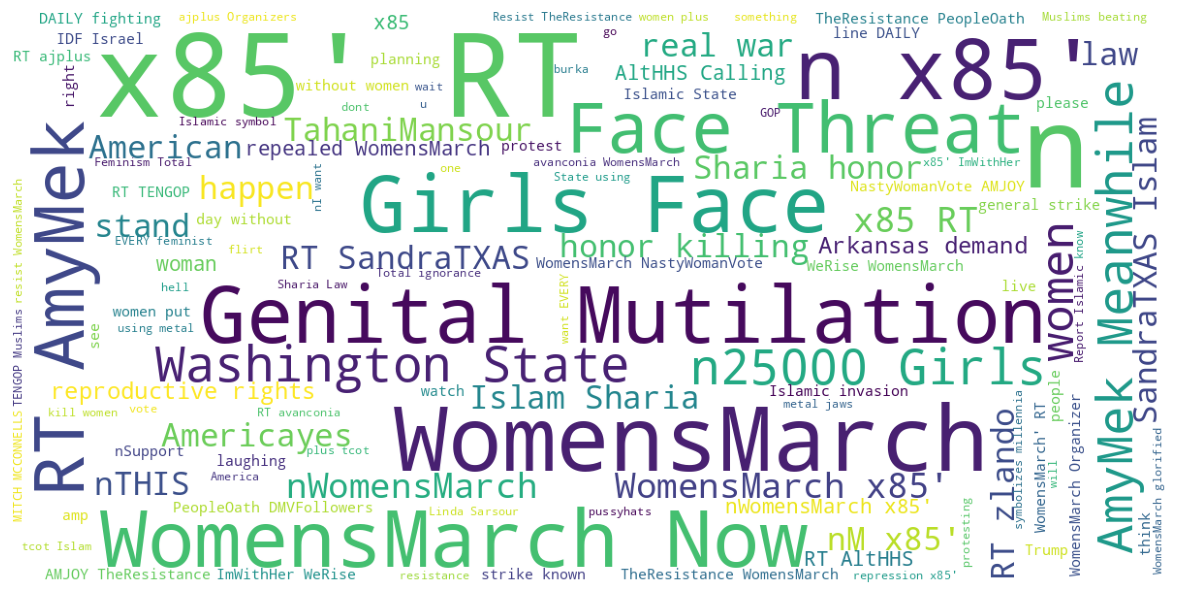 DAILY fighting
ajplus Organizers
x85
Resist TheResistance
women plus
something
TheResistance PeopleOath
Muslims beating
IDF Israel
x85'
RT
go
real war
line DAILY
n x85'
law
RT ajplus
right
without women
planning
wait
burka
AltHHS Calling
u
dont
Islamic State
GOP
please
Islamic symbol
TahaniMansour
Face Threat
n
American
repealed WomensMarch
protest
Feminism Total
avanconia WomensMarch
Sharia honor
x85' ImWithHer
one
State using
RT TENGOP
happen
nI want
Girls Face
NastyWomanVote AMJOY
general strike
stand
day without
x85 RT
EVERY feminist
flirt
honor killing
Arkansas demand
woman
RT SandraTXAS
WomensMarch NastyWomanVote
WeRise WomensMarch
Total ignorance
hell
Sharia Law
live
women put
using metal
see
Genital Mutilation
want EVERY
Women
Report Islamic
know
AmyMek Meanwhile
SandraTXAS Islam
RT AmyMek
resist WomensMarch
TENGOP Muslims
MITCH MCCONNELLS
Washington State
n25000 Girls
reproductive rights
watch
Islam Sharia
Islamic invasion
metal jaws
kill women
vote
RT avanconia
people
Americayes
plus tcot
WomensMarch
nSupport
laughing
America
nTHIS
nWomensMarch
WomensMarch x85'
RT zlando
symbolizes millennia
WomensMarch' RT
will
WomensMarch Organizer
think
WomensMarch glorified
amp
PeopleOath DMVFollowers
Linda Sarsour
pussyhats
nWomensMarch x85'
protesting
tcot Islam
WomensMarch Now
nM x85'
RT AltHHS
Trump
AMJOY TheResistance
ImWithHer WeRise
resistance
strike known
TheResistance WomensMarch
repression x85'